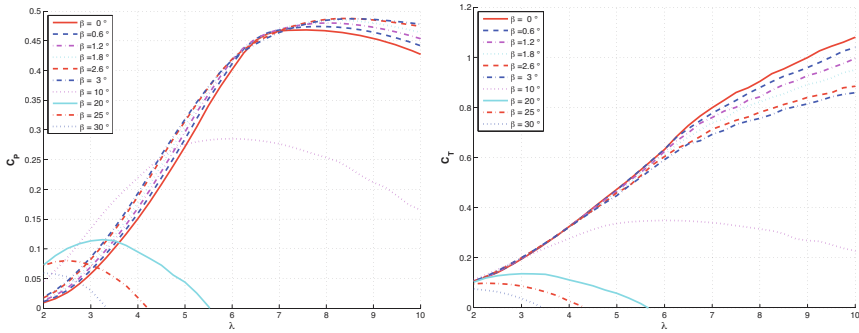 0.5
0.45
0.4
0.35
0.3
0.25
0.2
0.15
0.1
0.05
0
C_P
β = 0 °
β =0.6 °
β =1.2 °
β =1.8 °
β =2.6 °
β = 3 °
β = 10 °
β = 20 °
β = 25 °
β = 30 °
2 3 4 5 6 7 8 9 10
λ
1.2
1
0.8
0.6
0.4
0.2
0
C_T
β = 0 °
β =0.6 °
β =1.2 °
β =1.8 °
β =2.6 °
β = 3 °
β = 10 °
β = 20 °
β = 25 °
β = 30 °
2 3 4 5 6 7 8 9 10
λ